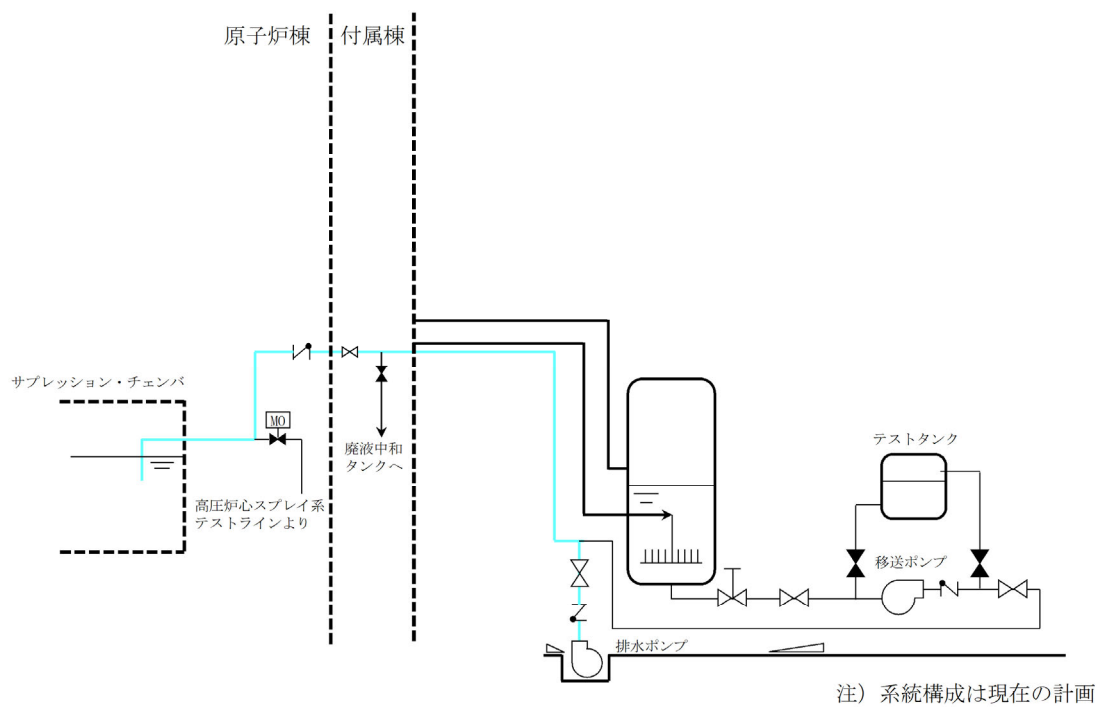 原子炉棟
付属棟
サプレッション・チェンバ
MO
高圧炉心スプレイ系
テストラインより
廃液中和
タンクへ
テストタンク
移送ポンプ
排水ポンプ
注）系統構成は現在の計画